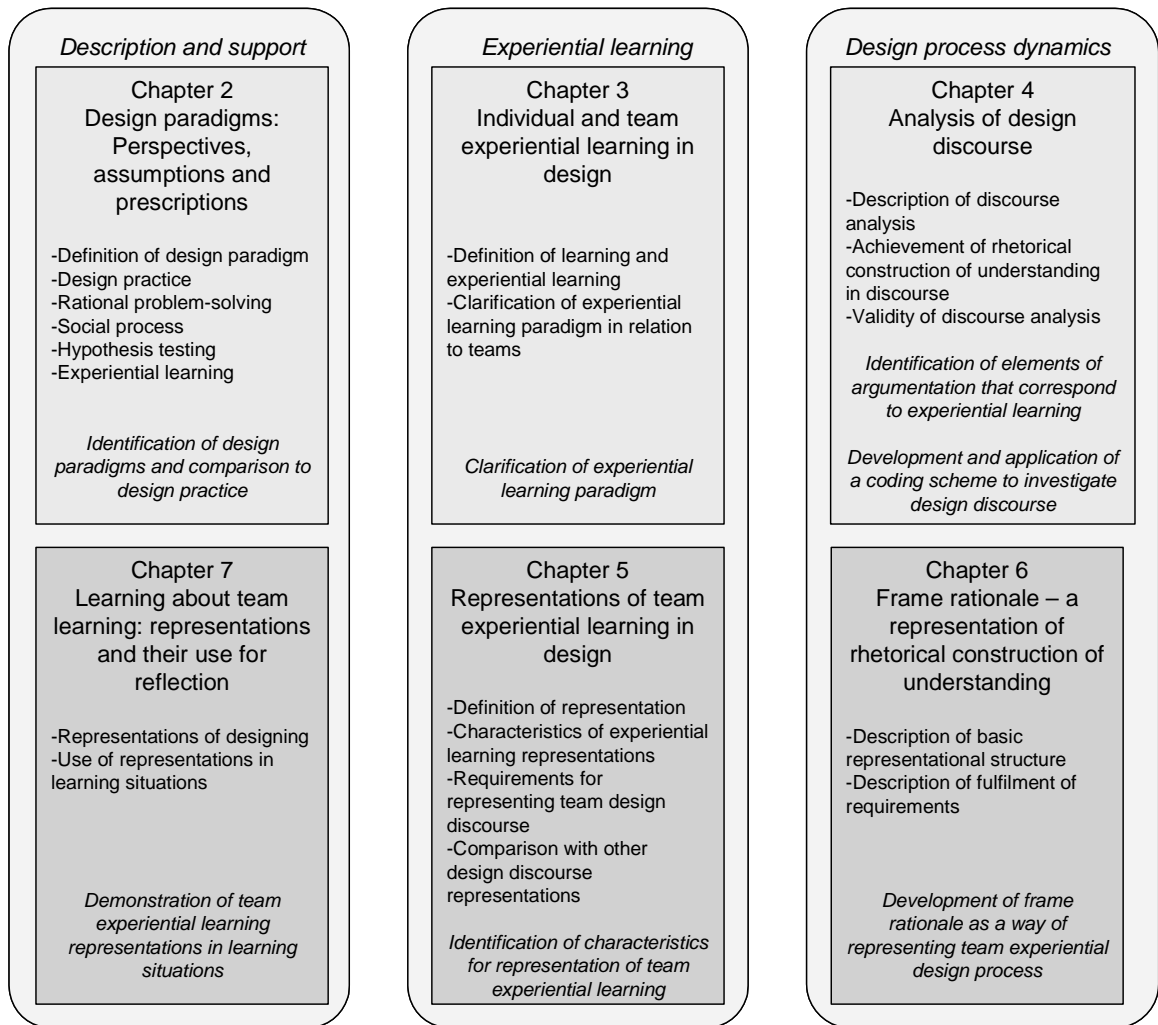 Description and support
Chapter 2
Design paradigms:
Perspectives,
assumptions and
prescriptions
-Definition of design paradigm
-Design practice
-Rational problem-solving
-Social process
-Hypothesis testing
-Experiential learning
Identification of design
paradigms and comparison to
design practice
Chapter 7
Learning about team
learning: representations
and their use for
reflection
-Representations of designing
-Use of representations in
learning situations
Demonstration of team
experiential learning
representations in learning
situations
Experiential learning
Chapter 3
Individual and team
experiential learning in
design
-Definition of learning and
experiential learning
-Clarification of experiential
learning paradigm in relation
to teams
Clarification of experiential
learning paradigm
Chapter 5
Representations of team
experiential learning in
design
-Definition of representation
-Characteristics of experiential
learning representations
-Requirements for
representing team design
discourse
-Comparison with other
design discourse
representations
Identification of characteristics
for representation of team
experiential learning
Design process dynamics
Chapter 4
Analysis of design
discourse
-Description of discourse
analysis
-Achievement of rhetorical
construction of understanding
in discourse
-Validity of discourse analysis
Identification of elements of
argumentation that correspond
to experiential learning
Development and application of
a coding scheme to investigate
design discourse
Chapter 6
Frame rationale – a
representation of
rhetorical construction of
understanding
-Description of basic
representational structure
-Description of fulfilment of
requirements
Development of frame
rationale as a way of
representing team experiential
design process